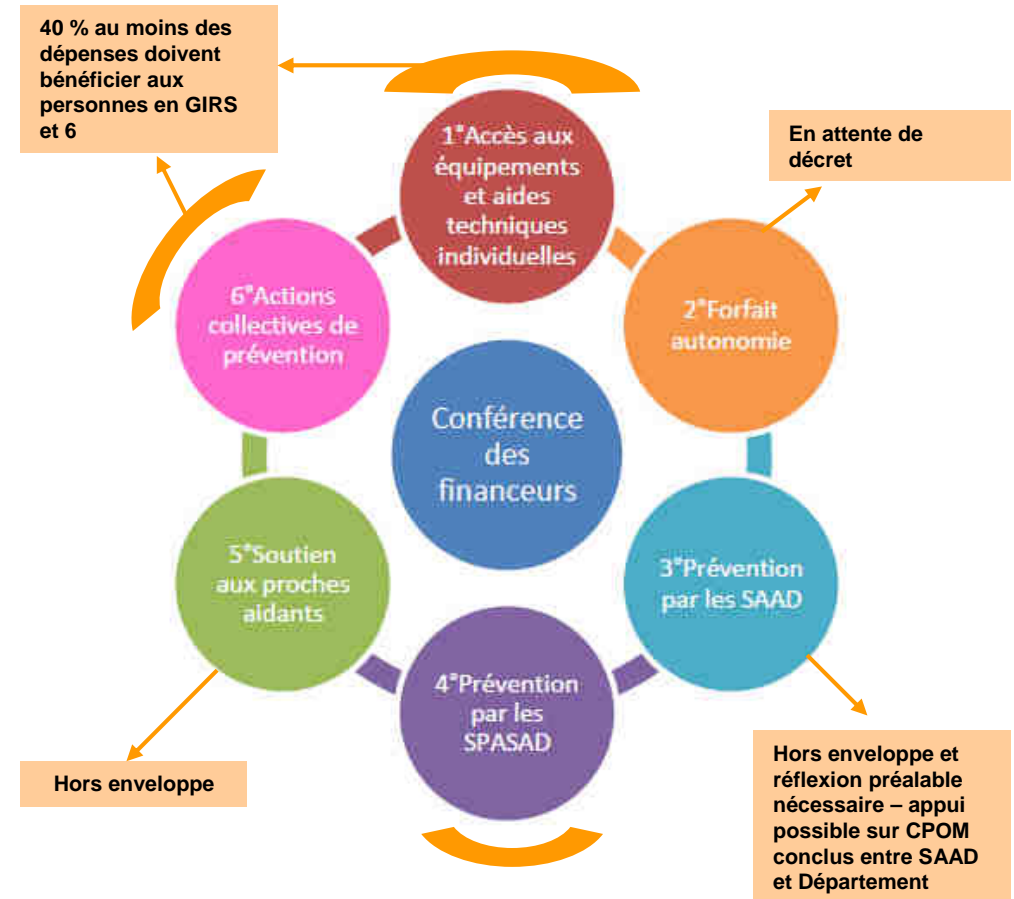 40 % au moins des
dépenses doivent
bénéficier aux
personnes en GIRS
et 6
1°Accès aux
équipements
et aides
techniques
individuelles
En attente de
décret
6°Actions
collectives de
prévention
2°Forfait
autonomie
Conférence
des
financeurs
5°Soutien
aux proches
aidants
3°Prévention
par les SAAD
4°Prévention
par les
SPASAD
Hors enveloppe
Hors enveloppe et
réflexion préalable
nécessaire – appui
possible sur CPOM
conclus entre SAAD
et Département